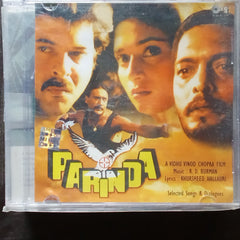 PARINDA
A VIDHU VINOD CHOPRA FILM
Music : R. D. BURMAN
Lyrics : KHURSHEED HALLAURI
Selected Songs & Dialogues